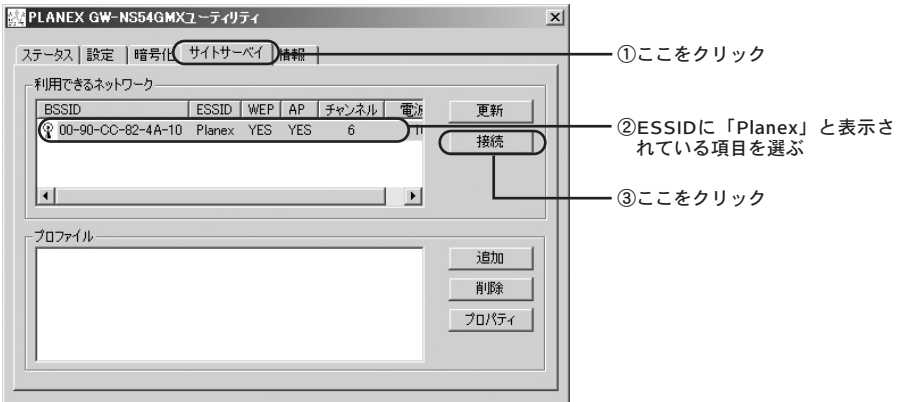 PLANEX GW-NS54GMXユーティリティ
ステータス 設定 暗号化 サイトサーベイ 情報
①ここをクリック
利用できるネットワーク
BSSID ESSID WEP AP チャンネル 電波
00-90-CC-82-4A-10 Planex YES YES 6
更新
接続
②ESSIDに「Planex」と表示さ
れている項目を選ぶ
③ここをクリック
プロファイル
追加
削除
プロパティ